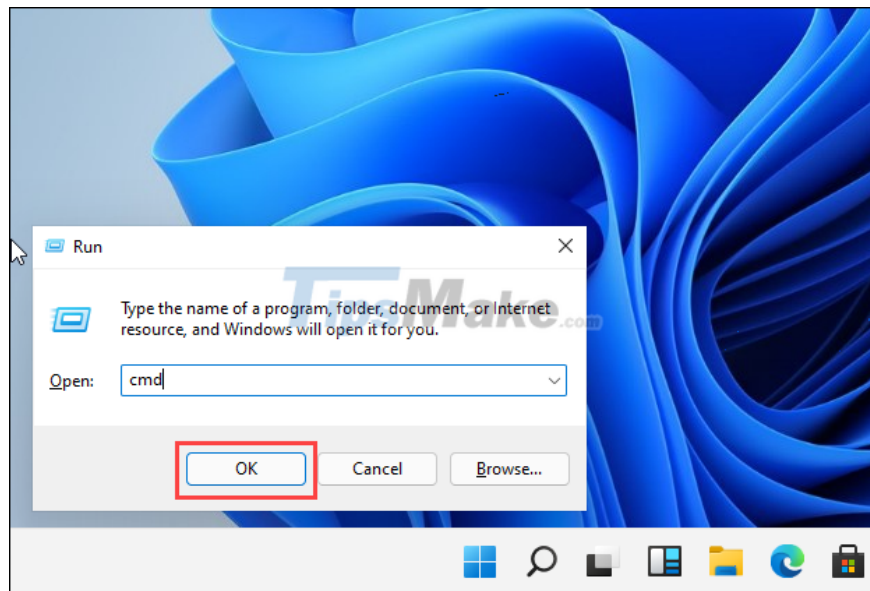 Run
TipsMake.com
Type the name of a program, folder, document, or Internet
resource, and Windows will open it for you.
Open:
cmd
OK
Cancel
Browse...